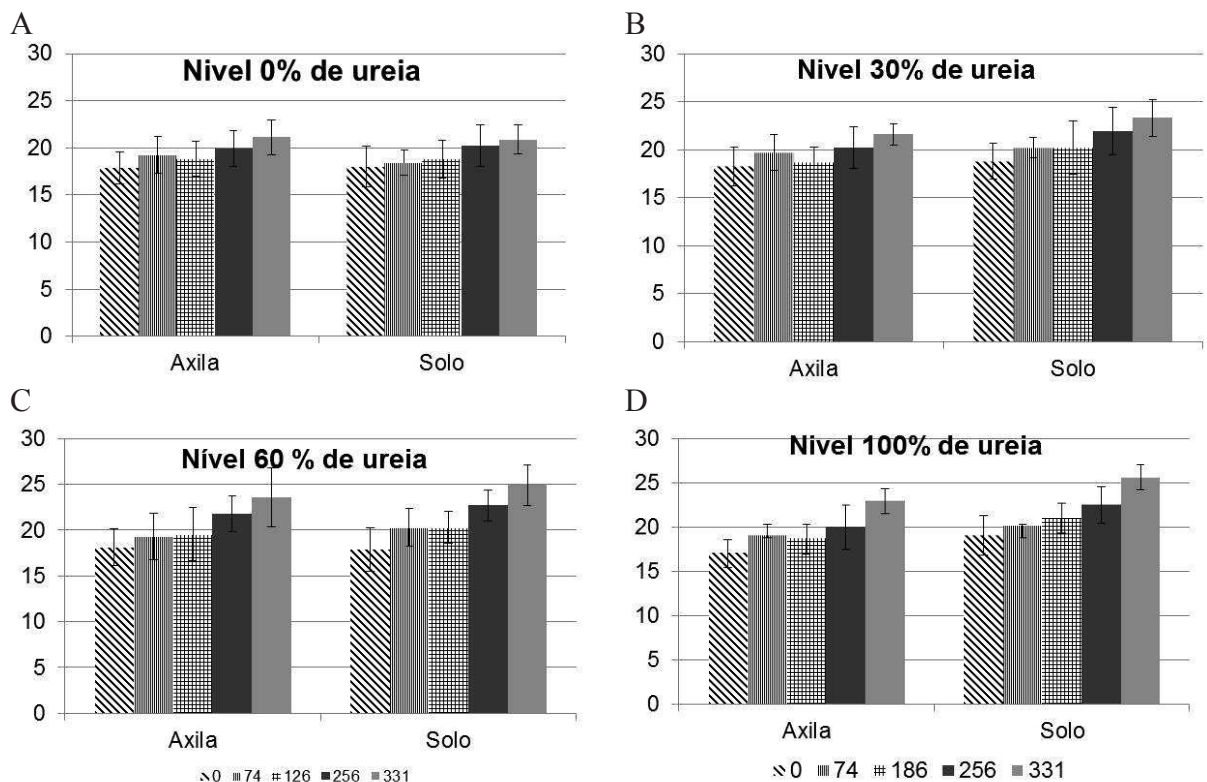 A
30
25
20
15
10
5
0
Nivel 0% de ureia
Axila
Solo
B
30
25
20
15
10
5
0
Nivel 30% de ureia
Axila
Solo
C
30
25
20
15
10
5
0
Nível 60 % de ureia
Axila
Solo
0 74 126 256 331
D
30
25
20
15
10
5
0
Nivel 100% de ureia
Axila
Solo
0 74 186 256 331